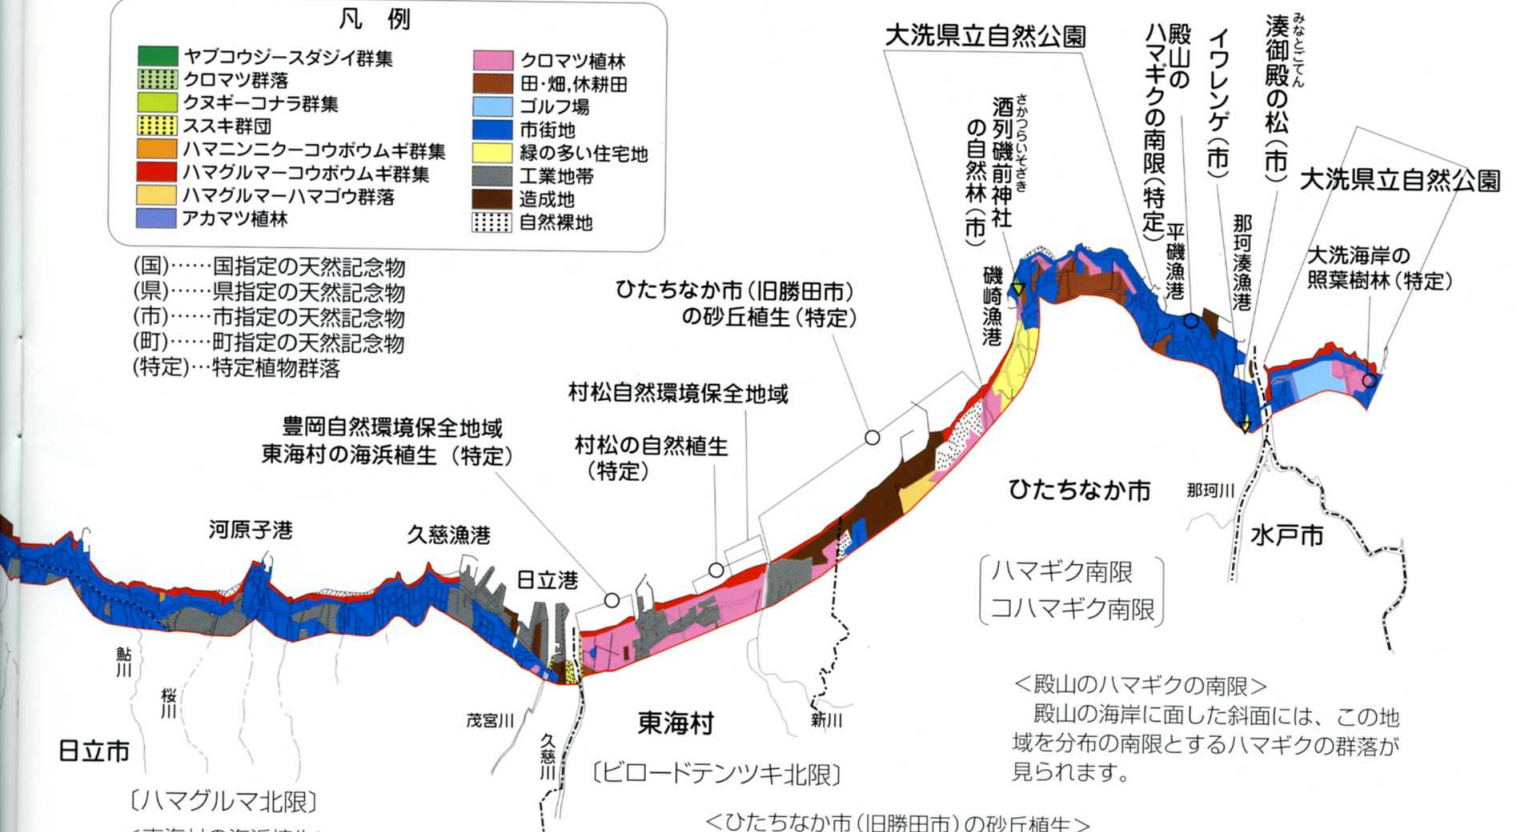 凡 例
ヤブコウジースダジイ群集
クロマツ群落
クヌギーコナラ群集
ススキ群団
ハマニンニクーコウボウムギ群集
ハマグルマーコウボウムギ群集
ハマグルマーハマゴウ群落
アカマツ植林
クロマツ植林
田・畑,休耕田
ゴルフ場
市街地
緑の多い住宅地
工業地帯
造成地
自然裸地
(国)……国指定の天然記念物
(県)……県指定の天然記念物
(市)……市指定の天然記念物
(町)……町指定の天然記念物
(特定)…特定植物群落
大洗県立自然公園
殿山の
ハマギクの南限(特定)
イワレンゲ(市)
みなとごてん
湊御殿の松(市)
さかつらいそざき
酒列磯前神社
の自然林(市)
大洗県立自然公園
大洗海岸の
照葉樹林(特定)
平磯漁港
那珂湊漁港
磯崎漁港
ひたちなか市(旧勝田市)
の砂丘植生(特定)
村松自然環境保全地域
村松の自然植生
(特定)
豊岡自然環境保全地域
東海村の海浜植生(特定)
河原子港
久慈漁港
日立港
ひたちなか市
那珂川
水戸市
ハマギク南限
コハマギク南限
鮎川
桜川
茂宮川
久慈川
新川
日立市
東海村
〔ハマグルマ北限〕
〔ビロードテンツキ北限〕
<殿山のハマギクの南限>
殿山の海岸に面した斜面には、この地
域を分布の南限とするハマギクの群落が
見られます。
<ひたちなか市(旧勝田市)の砂丘植生>